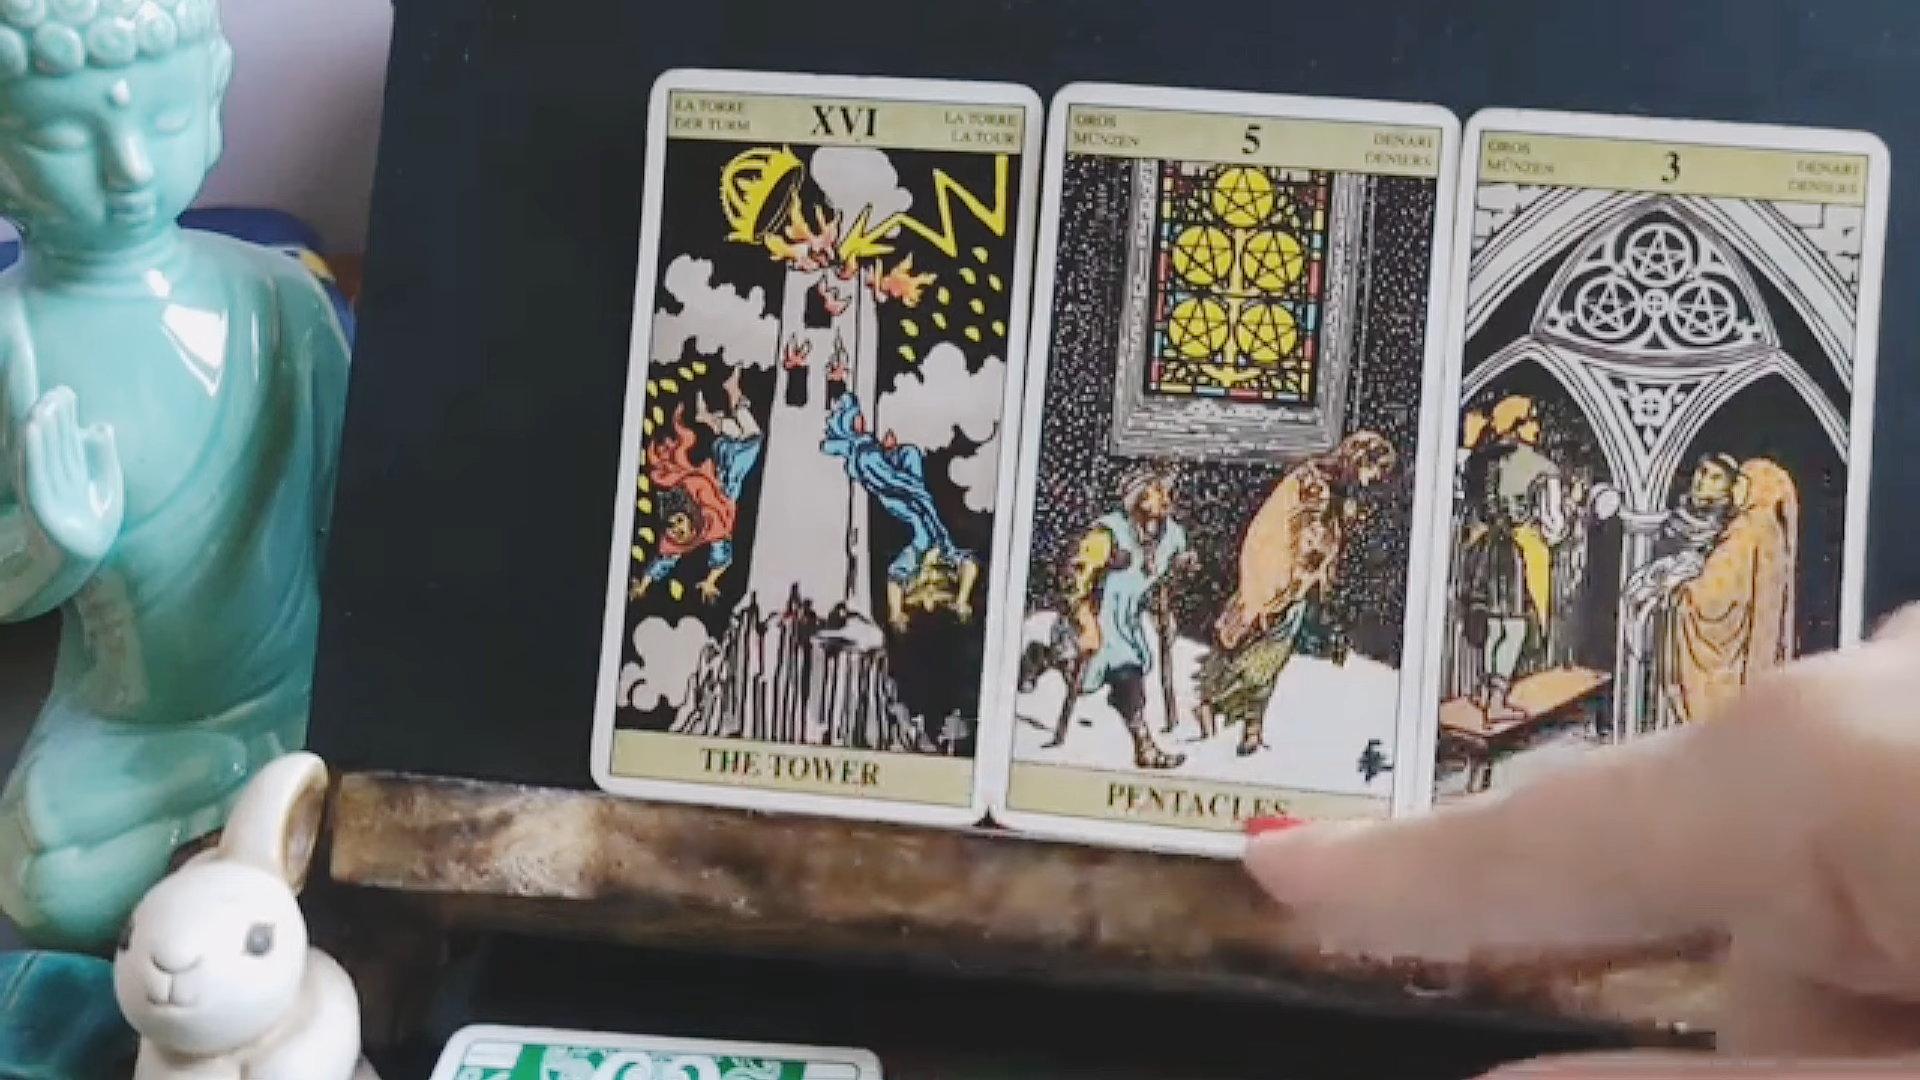 LA TORRE
DER TURM
XVI
LA TORRE
LA TOUR
THE TOWER
OROS
MÜNZEN
5
DENARI
DENIERS
PENTACLES
OROS
MÜNZEN
3
DENARI
DENIERS